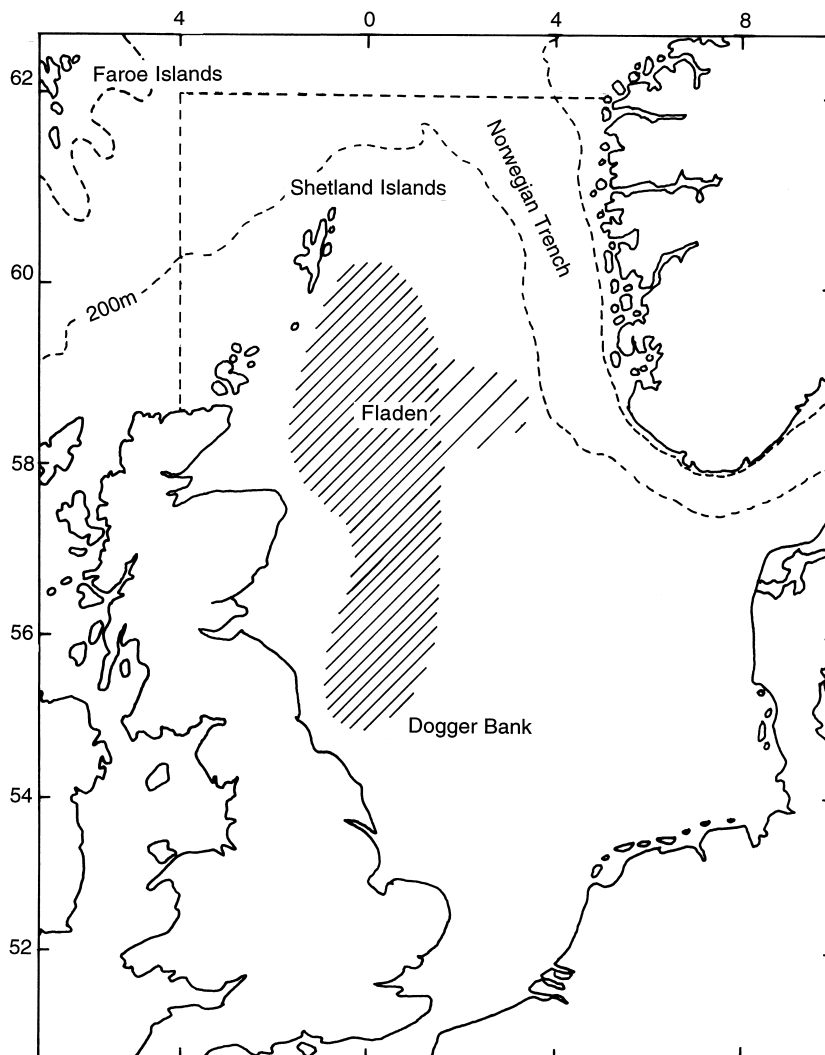 4 0 4 8
62
Faroe Islands
Norwegian Trench
Shetland Islands
60
200m
Fladen
58
56
Dogger Bank
54
52